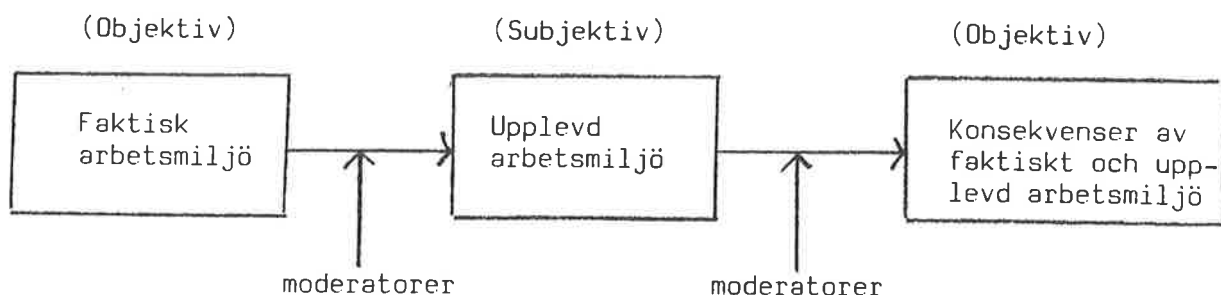 (Objektiv)
(Subjektiv)
(Objektiv)
Faktisk
arbetsmiljö
Upplevd
arbetsmiljö
Konsekvenser av
faktiskt och upp-
levd arbetsmiljö
moderatorer
moderatorer